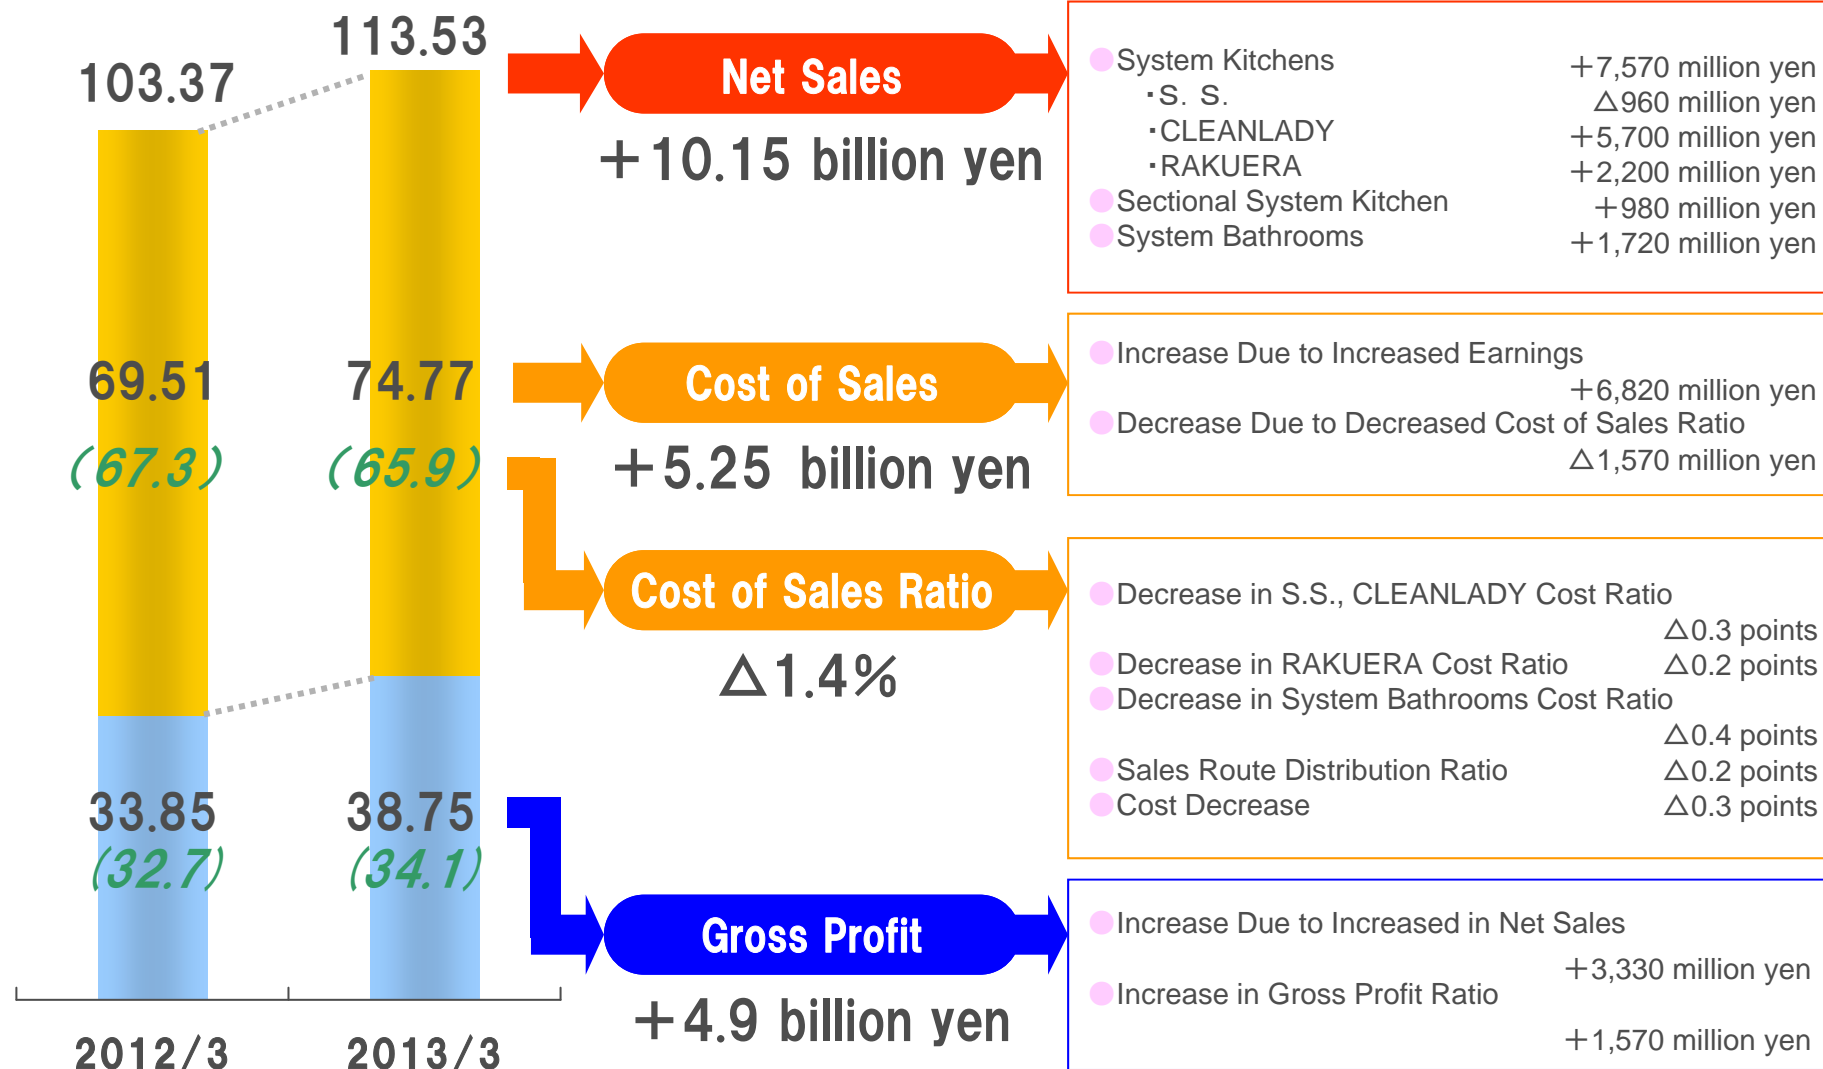 103.37
113.53
69.51
(67.3)
74.77
(65.9)
33.85
(32.7)
38.75
(34.1)
2012/3
2013/3
Net Sales
+10.15 billion yen
●System Kitchens +7,570 million yen
・S. S. △960 million yen
・CLEANLADY +5,700 million yen
・RAKUERA +2,200 million yen
●Sectional System Kitchen +980 million yen
●System Bathrooms +1,720 million yen
Cost of Sales
+5.25 billion yen
●Increase Due to Increased Earnings
+6,820 million yen
●Decrease Due to Decreased Cost of Sales Ratio
△1,570 million yen
Cost of Sales Ratio
△1.4%
●Decrease in S.S., CLEANLADY Cost Ratio
△0.3 points
●Decrease in RAKUERA Cost Ratio △0.2 points
●Decrease in System Bathrooms Cost Ratio
△0.4 points
●Sales Route Distribution Ratio △0.2 points
●Cost Decrease △0.3 points
Gross Profit
+4.9 billion yen
●Increase Due to Increased in Net Sales
+3,330 million yen
●Increase in Gross Profit Ratio
+1,570 million yen